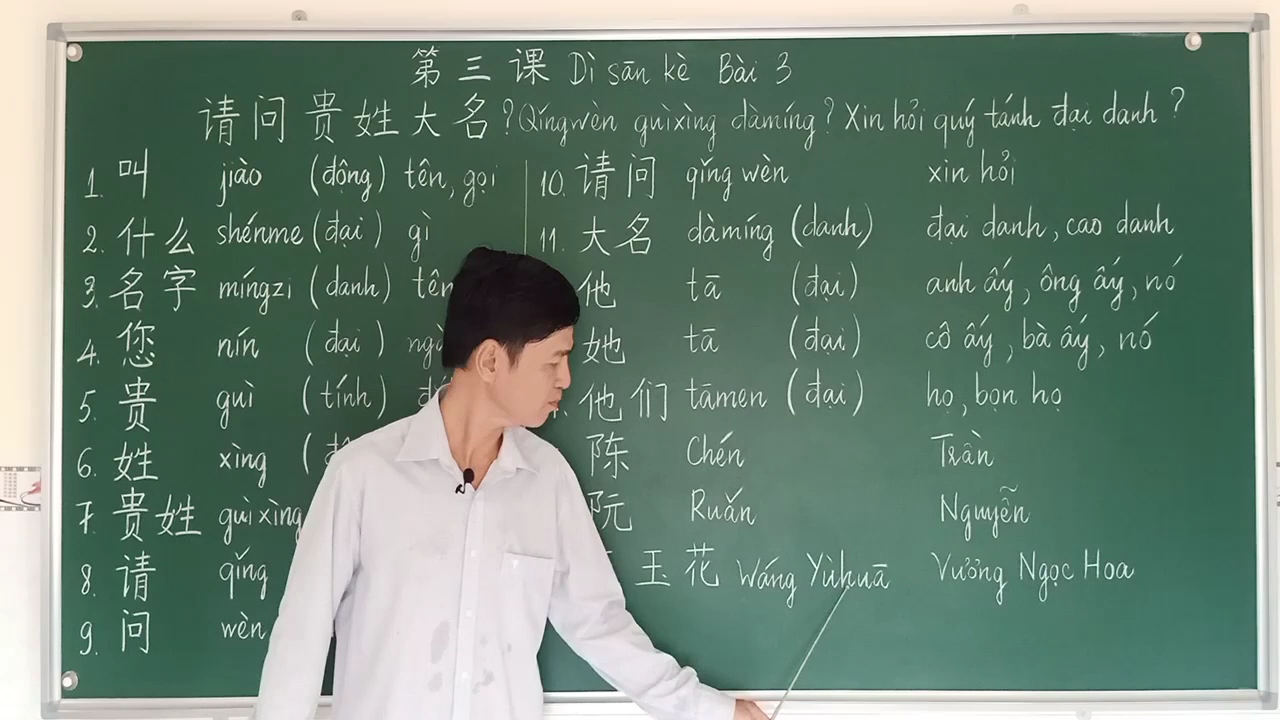 第三课 Dì sān kè Bài 3
请问贵姓大名? Qǐngwèn guìxìng dàmíng? Xin hỏi quý tánh đại danh?
1. 叫 jiào (động) tên, gọi
2. 什么 shénme (đại) gì
3. 名字 míngzi (danh) tên
4. 您 nín (đại)
5. 贵 guì (tính)
6. 姓 xìng
7 贵姓 guìxìng
8. 请 qǐng
9. 问 wèn
10. 请问 qǐng wèn xin hỏi
11. 大名 dàmíng (danh) đại danh, cao danh
他 tā (đại) anh ấy, ông ấy, nó
她 tā (đại) cô ấy, bà ấy, nó
他们 tāmen (đại) họ, bọn họ
陈 Chén Trần
阮 Ruǎn Nguyễn
玉花 Wáng Yùhuā Vương Ngọc Hoa